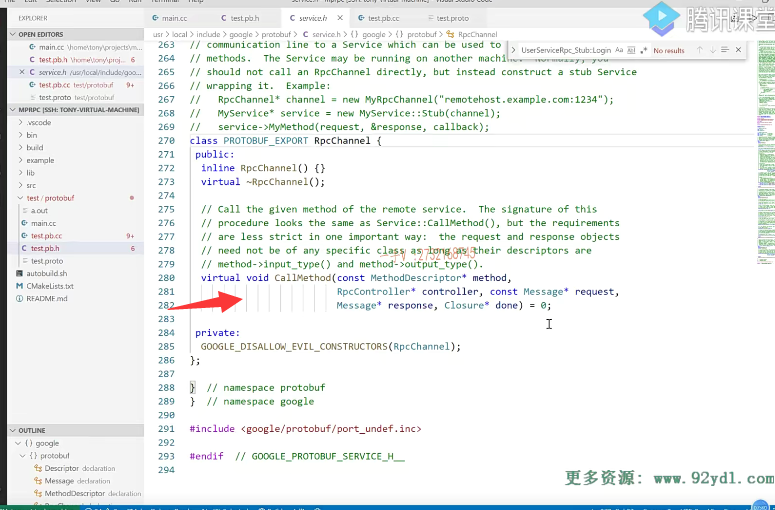 EXPLORER
OPEN EDITORS
main.cc /home/tony/projects/m...
test.pb.h /home/tony/proj... 6
service.h /usr/local/include/goo...
test.pb.cc test/protobuf 9+
test.proto test/protobuf
MPRPC [SSH: TONY-VIRTUAL-MACHINE]
.vscode
bin
build
example
lib
src
test / protobuf
a.out
main.cc
test.pb.cc 9+
test.pb.h 6
test.proto
autobuild.sh
CMakeLists.txt
README.md
OUTLINE
{} google
{} protobuf
Descriptor declaration
Message declaration
MethodDescriptor declaration
main.cc test.pb.h service.h test.pb.cc test.proto
腾讯课堂
usr > local > include > google > protobuf > service.h > {} google > {} protobuf > RpcChannel
UserServiceRpc_Stub::Login Aa No results
263 // communication line to a Service which can be used to
264 // methods. The Service may be running on another machine. Normally, you
265 // should not call an RpcChannel directly, but instead construct a stub Service
266 // wrapping it. Example:
267 // RpcChannel* channel = new MyRpcChannel("remotehost.example.com:1234");
268 // MyService* service = new MyService::Stub(channel);
269 // service->MyMethod(request, &response, callback);
270 class PROTOBUF_EXPORT RpcChannel {
271 public:
272 inline RpcChannel() {}
273 virtual ~RpcChannel();
274
275 // Call the given method of the remote service. The signature of this
276 // procedure looks the same as Service::CallMethod(), but the requirements
277 // are less strict in one important way: the request and response objects
278 // need not be of any specific class as long as their descriptors are
279 // method->input_type() and method->output_type().
280 virtual void CallMethod(const MethodDescriptor* method,
281 RpcController* controller, const Message* request,
282 Message* response, Closure* done) = 0;
283
284 private:
285 GOOGLE_DISALLOW_EVIL_CONSTRUCTORS(RpcChannel);
286 };
287
288 } // namespace protobuf
289 } // namespace google
290
291 #include <google/protobuf/port_undef.inc>
292
293 #endif // GOOGLE_PROTOBUF_SERVICE_H__
294
更多资源: www.92ydl.com